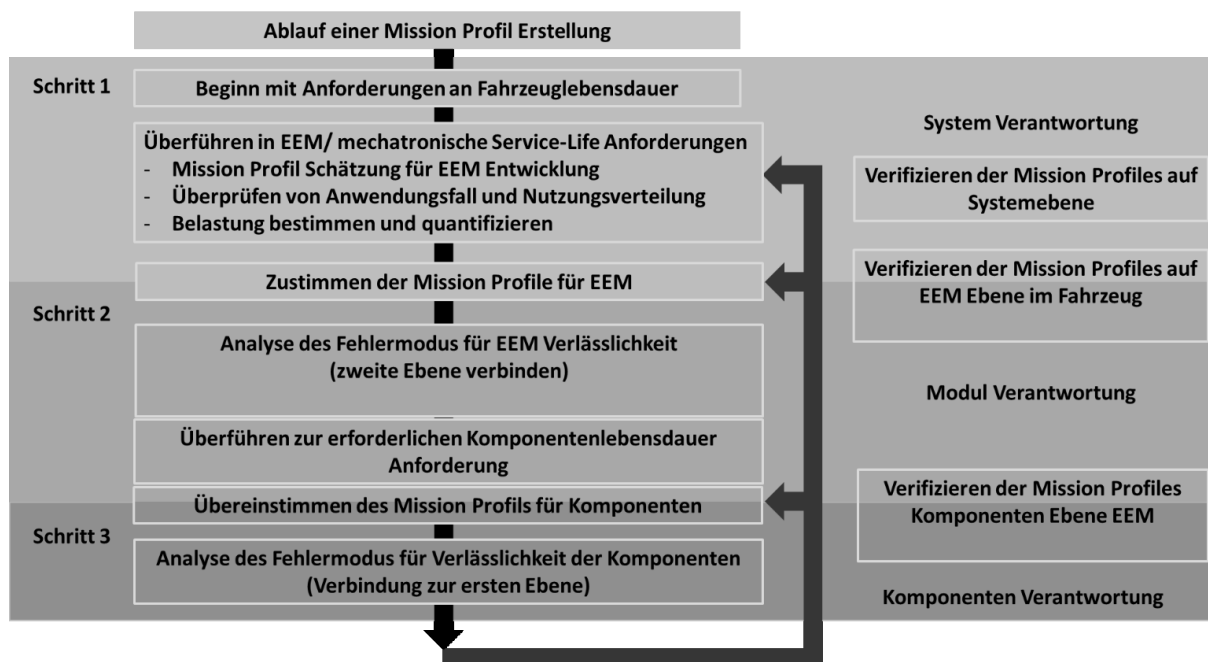 Ablauf einer Mission Profil Erstellung
Schritt 1
Beginn mit Anforderungen an Fahrzeuglebensdauer
Überführen in EEM/ mechatronische Service-Life Anforderungen
- Mission Profil Schätzung für EEM Entwicklung
- Überprüfen von Anwendungsfall und Nutzungsverteilung
- Belastung bestimmen und quantifizieren
System Verantwortung
Verifizieren der Mission Profiles auf
Systemebene
Zustimmen der Mission Profile für EEM
Verifizieren der Mission Profiles auf
EEM Ebene im Fahrzeug
Schritt 2
Analyse des Fehlermodus für EEM Verlässlichkeit
(zweite Ebene verbinden)
Modul Verantwortung
Überführen zur erforderlichen Komponentenlebensdauer
Anforderung
Übereinstimmen des Mission Profils für Komponenten
Verifizieren der Mission Profiles
Komponenten Ebene EEM
Schritt 3
Analyse des Fehlermodus für Verlässlichkeit der Komponenten
(Verbindung zur ersten Ebene)
Komponenten Verantwortung